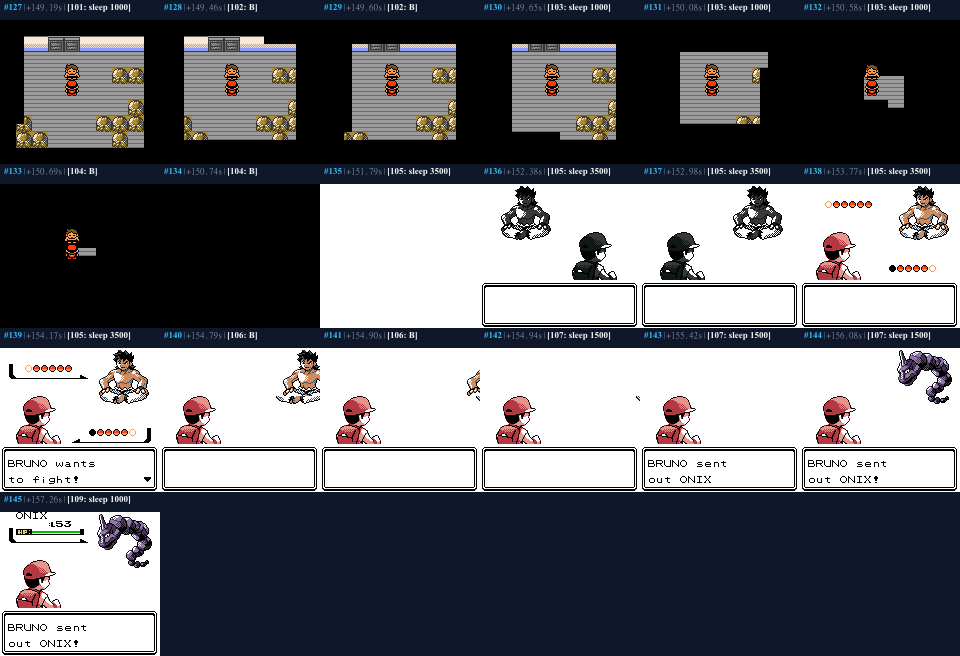 #127|+149.19s| [101: sleep 1000]
#128|+149.46s| [102: B]
#129|+149.60s| [102: B]
#130|+149.65s| [103: sleep 1000]
#131|+150.08s| [103: sleep 1000]
#132|+150.58s| [103: sleep 1000]
#133|+150.69s| [104: B]
#134|+150.74s| [104: B]
#135|+151.79s| [105: sleep 3500]
#136|+152.38s| [105: sleep 3500]
#137|+152.98s| [105: sleep 3500]
#138|+153.77s| [105: sleep 3500]
#139|+154.17s| [105: sleep 3500]
#140|+154.79s| [106: B]
#141|+154.90s| [106: B]
#142|+154.94s| [107: sleep 1500]
#143|+155.42s| [107: sleep 1500]
#144|+156.08s| [107: sleep 1500]
BRUNO wants
to fight!
BRUNO sent
out ONIX
BRUNO sent
out ONIX!
#145|+157.26s| [109: sleep 1000]
ONIX
:L53
HP:
BRUNO sent
out ONIX!